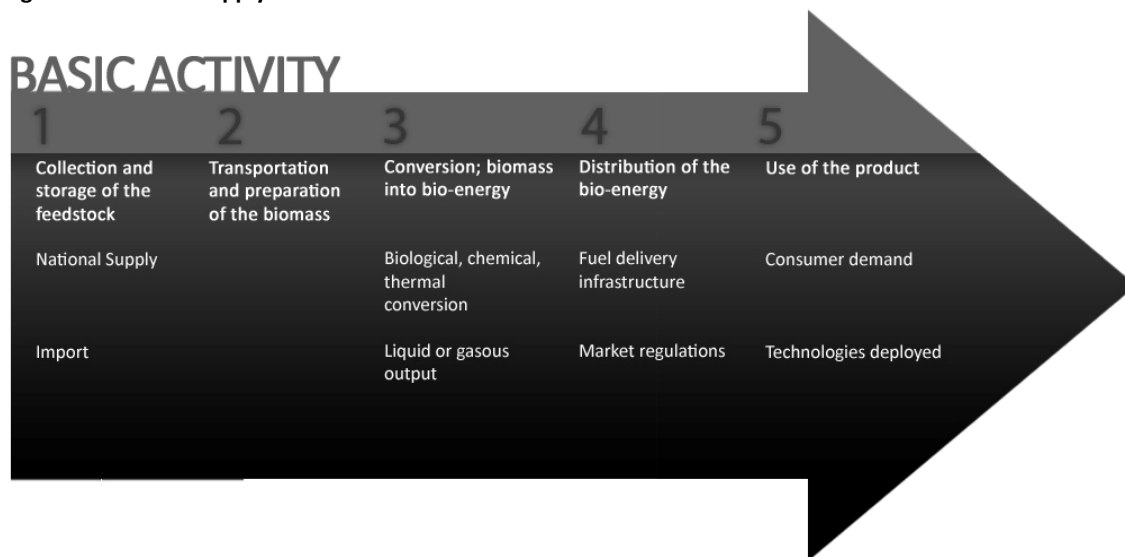 BASIC ACTIVITY
1
Collection and
storage of the
feedstock
National Supply
Import
2
Transportation
and preparation
of the biomass
3
Conversion; biomass
into bio-energy
Biological, chemical,
thermal
conversion
Liquid or gasous
output
4
Distribution of the
bio-energy
Fuel delivery
infrastructure
Market regulations
5
Use of the product
Consumer demand
Technologies deployed